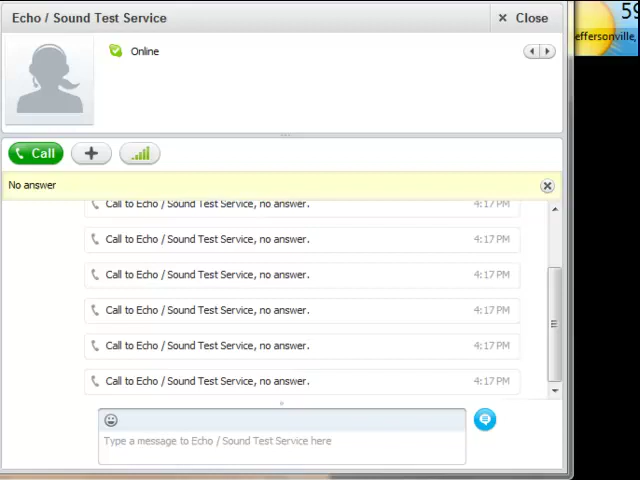 Echo / Sound Test Service
× Close
59
effersonville,
Online
Call
No answer
Call to Echo / Sound Test Service, no answer. 4:17 PM
Call to Echo / Sound Test Service, no answer. 4:17 PM
Call to Echo / Sound Test Service, no answer. 4:17 PM
Call to Echo / Sound Test Service, no answer. 4:17 PM
Call to Echo / Sound Test Service, no answer. 4:17 PM
Call to Echo / Sound Test Service, no answer. 4:17 PM
Type a message to Echo / Sound Test Service here